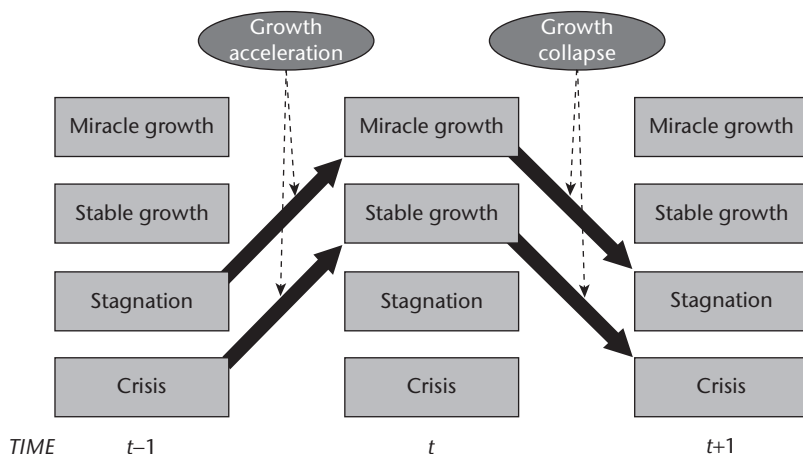 Growth
acceleration
Growth
collapse
Miracle growth
Miracle growth
Miracle growth
Stable growth
Stable growth
Stable growth
Stagnation
Stagnation
Stagnation
Crisis
Crisis
Crisis
TIME t–1 t t+1